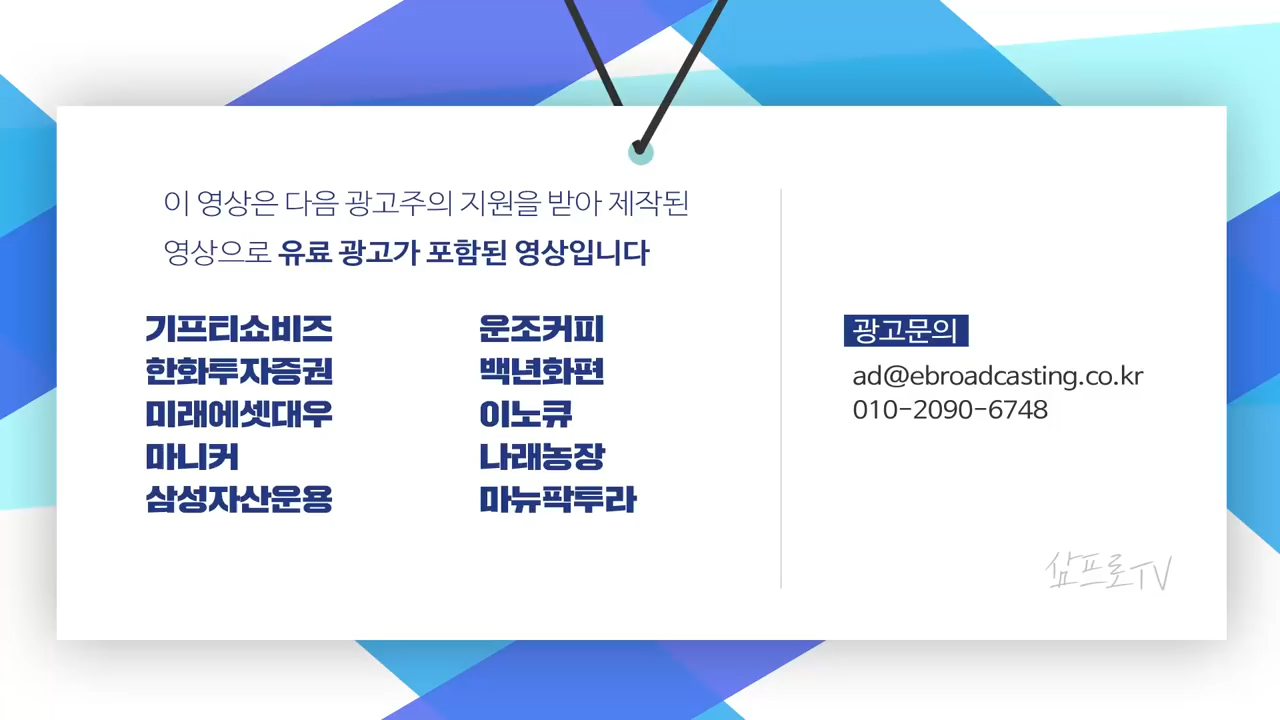 이 영상은 다음 광고주의 지원을 받아 제작된
영상으로 유료 광고가 포함된 영상입니다
기프티쇼비즈
한화투자증권
미래에셋대우
마니커
삼성자산운용
운조커피
백년화편
이노큐
나래농장
마뉴팍투라
광고문의
ad@ebroadcasting.co.kr
010-2090-6748
삼프로TV